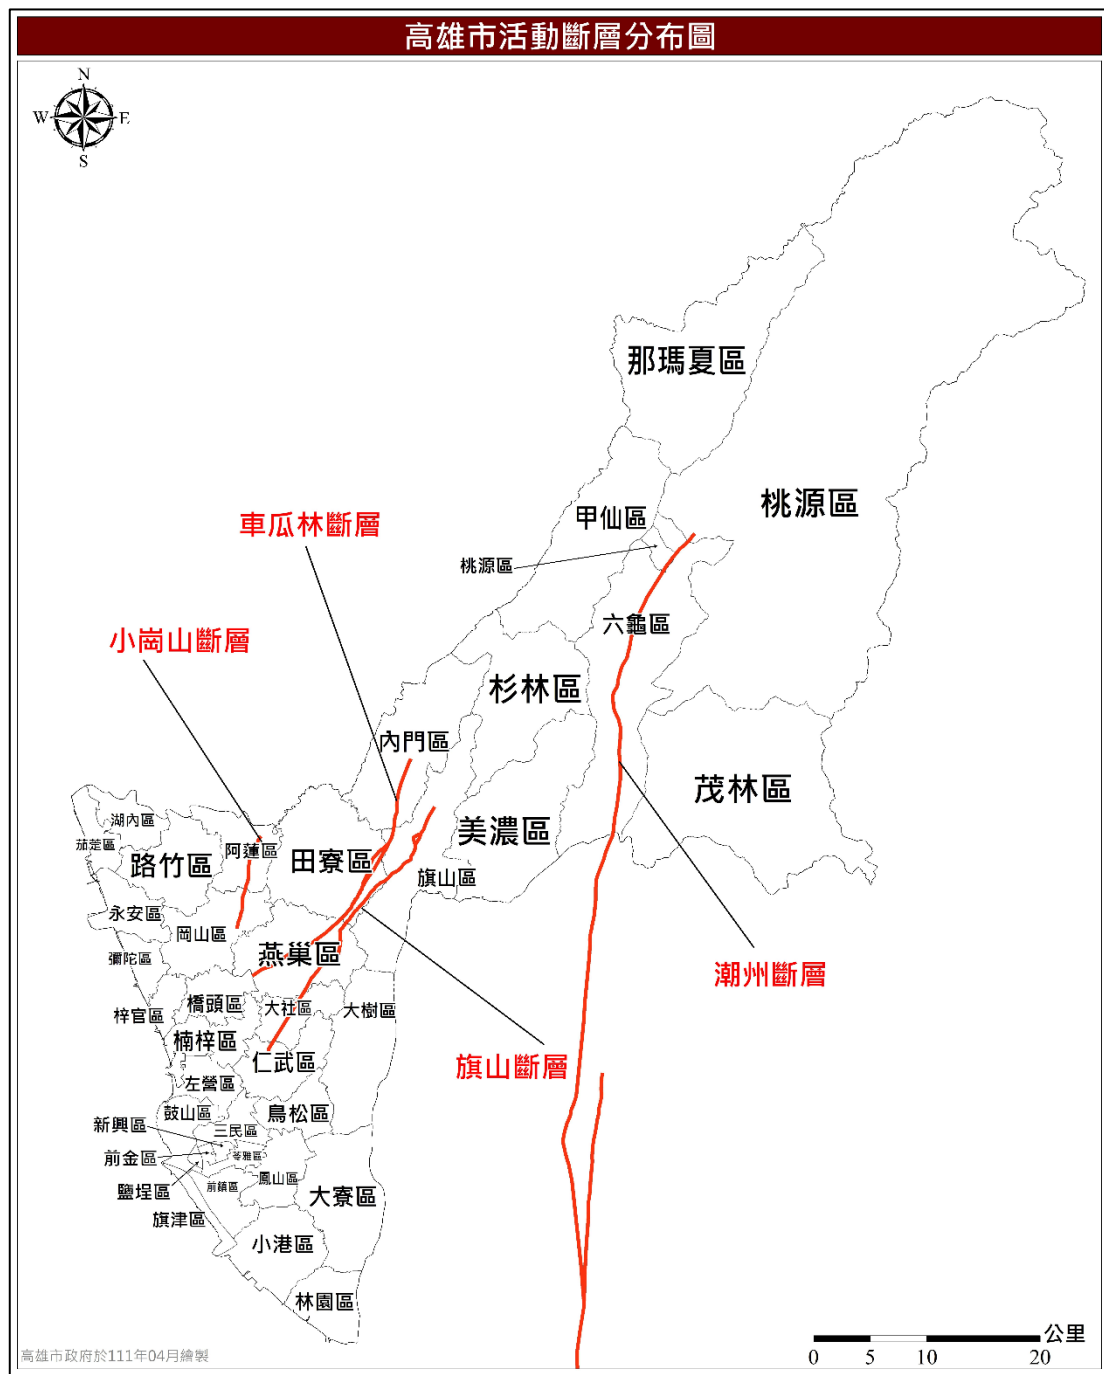 高雄市活動斷層分布圖
N
W
E
S
那瑪夏區
桃源區
甲仙區
車瓜林斷層
桃源區
六龜區
小崗山斷層
杉林區
內門區
茂林區
湖內區
美濃區
茄萣區
阿蓮區
路竹區
田寮區
旗山區
永安區
岡山區
燕巢區
彌陀區
潮州斷層
橋頭區
大社區
大樹區
梓官區
楠梓區
仁武區
旗山斷層
左營區
鼓山區
鳥松區
新興區
三民區
前金區
苓雅區
鹽埕區
前鎮區
鳳山區
大寮區
旗津區
小港區
林園區
公里
0
5
10
20
高雄市政府於111年04月繪製